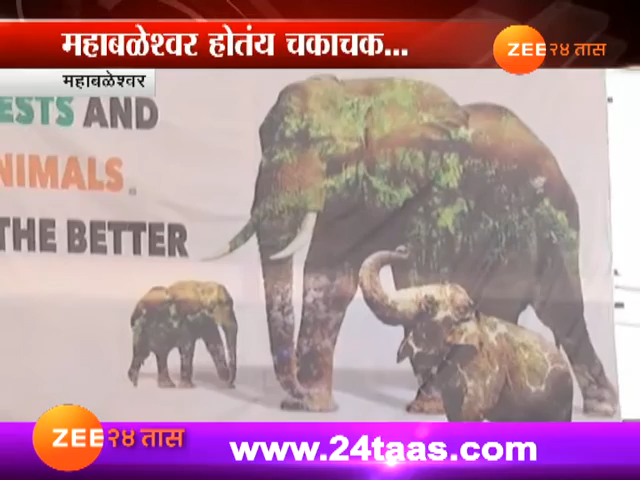 महाबळेश्वर होतंय चकाचक...
ZEE २४ तास
महाबळेश्वर
ESTS AND
NIMALS
THE BETTER
ZEE २४ तास
www.24taas.com